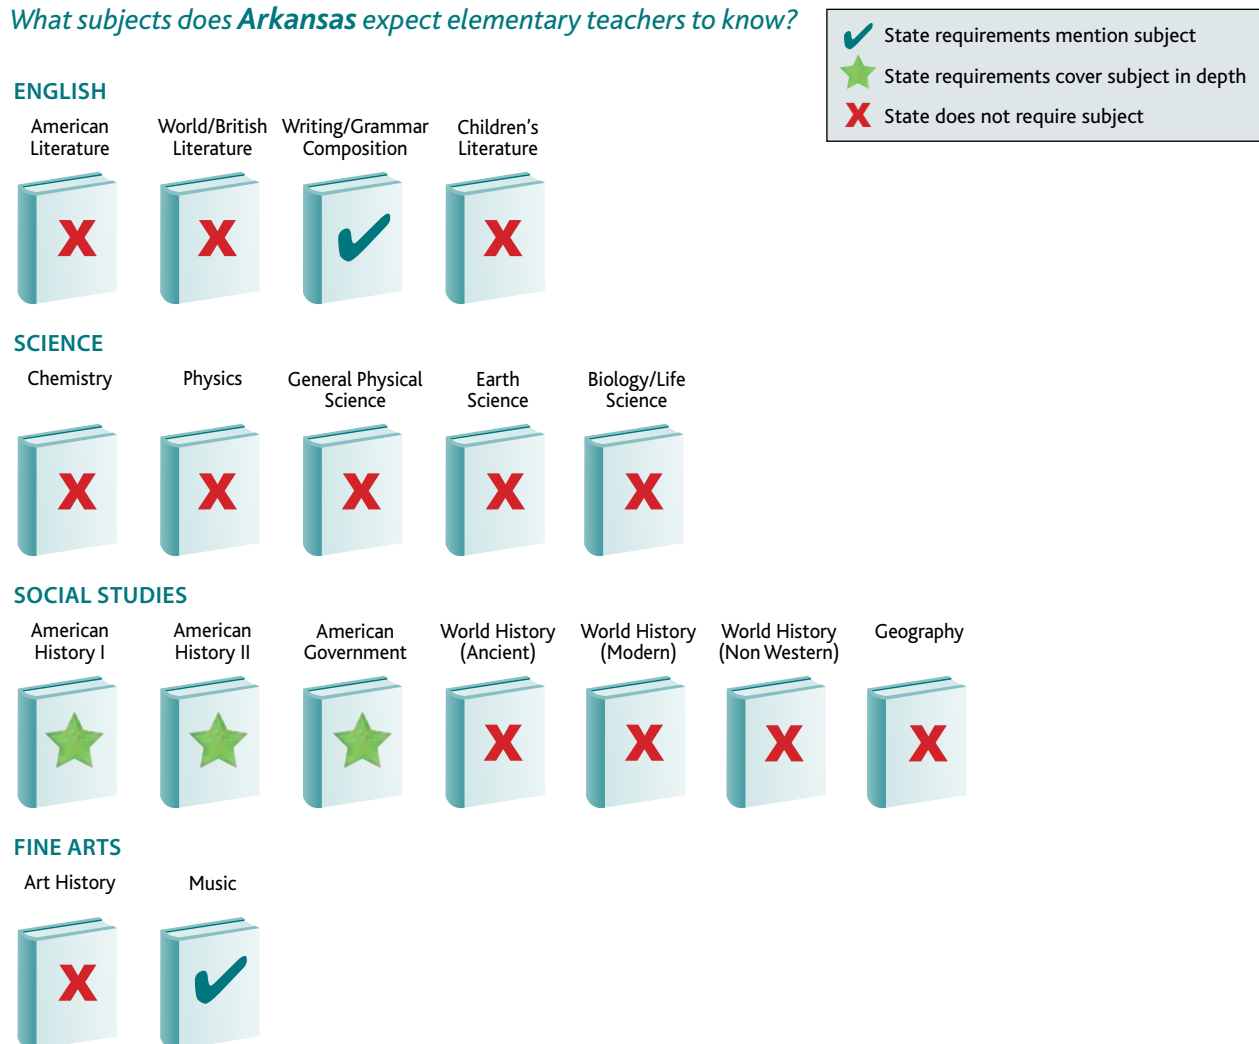 What subjects does Arkansas expect elementary teachers to know?
State requirements mention subject
State requirements cover subject in depth
State does not require subject
ENGLISH
American
Literature
World/British
Literature
Writing/Grammar
Composition
Children's
Literature
SCIENCE
Chemistry
Physics
General Physical
Science
Earth
Science
Biology/Life
Science
SOCIAL STUDIES
American
History I
American
History II
American
Government
World History
(Ancient)
World History
(Modern)
World History
(Non Western)
Geography
FINE ARTS
Art History
Music